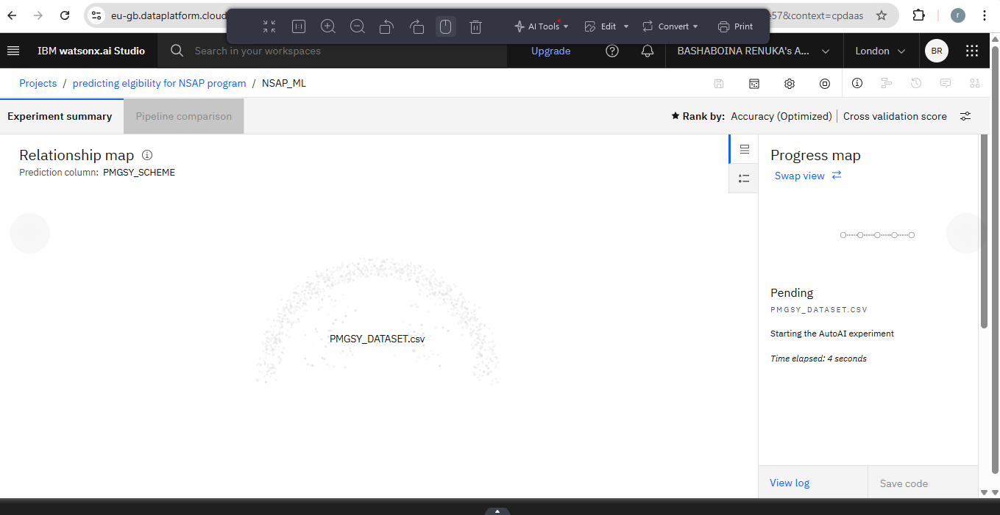 eu-gb.dataplatform.cloud
e57&context=cpdaas
r
AI Tools
Edit
Convert
Print
IBM watsonx.ai Studio
Search in your workspaces
Upgrade
BASHABOINA RENUKA's A...
London
BR
Projects / predicting elgibility for NSAP program / NSAP_ML
Experiment summary
Pipeline comparison
Rank by: Accuracy (Optimized) | Cross validation score
Relationship map
Prediction column: PMGSY_SCHEME
PMGSY_DATASET.csv
Progress map
Swap view
Pending
PMGSY_DATASET.CSV
Starting the AutoAI experiment
Time elapsed: 4 seconds
View log
Save code